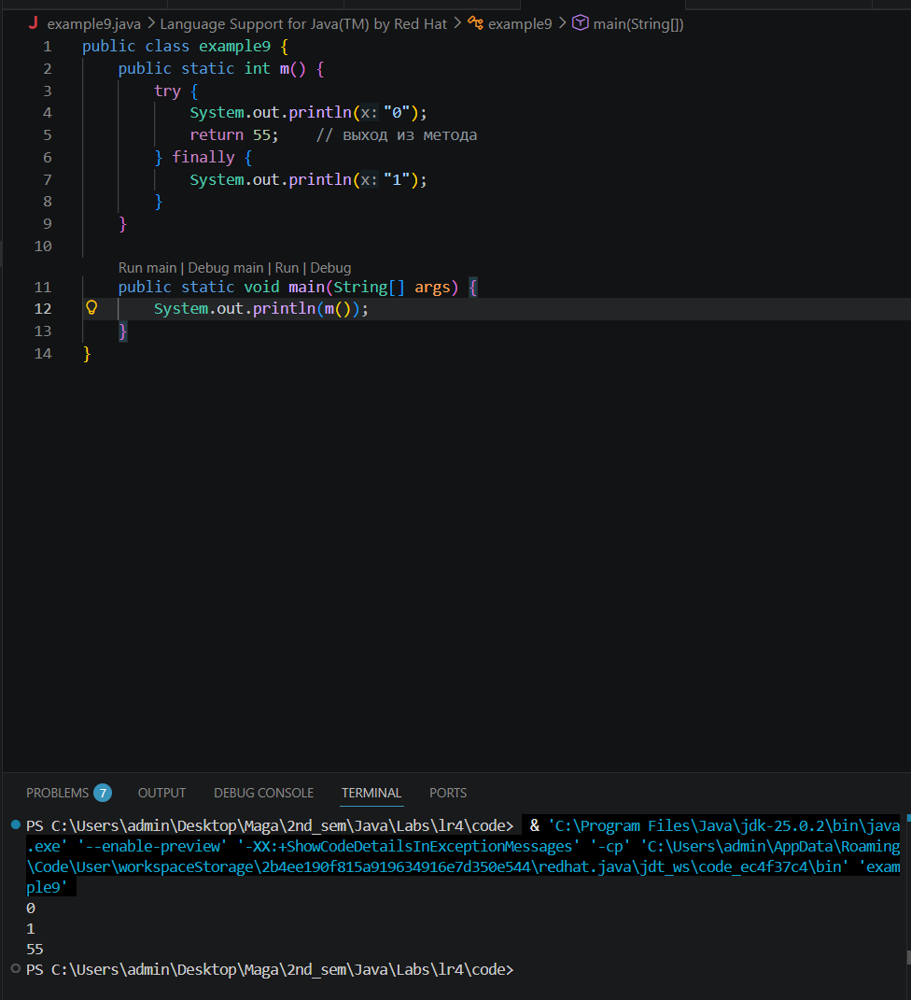 example9.java > Language Support for Java(TM) by Red Hat > example9 > main(String[])
1 public class example9 {
2     public static int m() {
3         try {
4             System.out.println(x: "0");
5             return 55;    // выход из метода
6         } finally {
7             System.out.println(x: "1");
8         }
9     }
10
Run main | Debug main | Run | Debug
11     public static void main(String[] args) {
12         System.out.println(m());
13     }
14 }
PROBLEMS 7 OUTPUT DEBUG CONSOLE TERMINAL PORTS
PS C:\Users\admin\Desktop\Maga\2nd_sem\Java\Labs\lr4\code>  & 'C:\Program Files\Java\jdk-25.0.2\bin\java
.exe' '--enable-preview' '-XX:+ShowCodeDetailsInExceptionMessages' '-cp' 'C:\Users\admin\AppData\Roaming
\Code\User\workspaceStorage\2b4ee190f815a919634916e7d350e544\redhat.java\jdt_ws\code_ec4f37c4\bin' 'exam
ple9'
0
1
55
PS C:\Users\admin\Desktop\Maga\2nd_sem\Java\Labs\lr4\code>